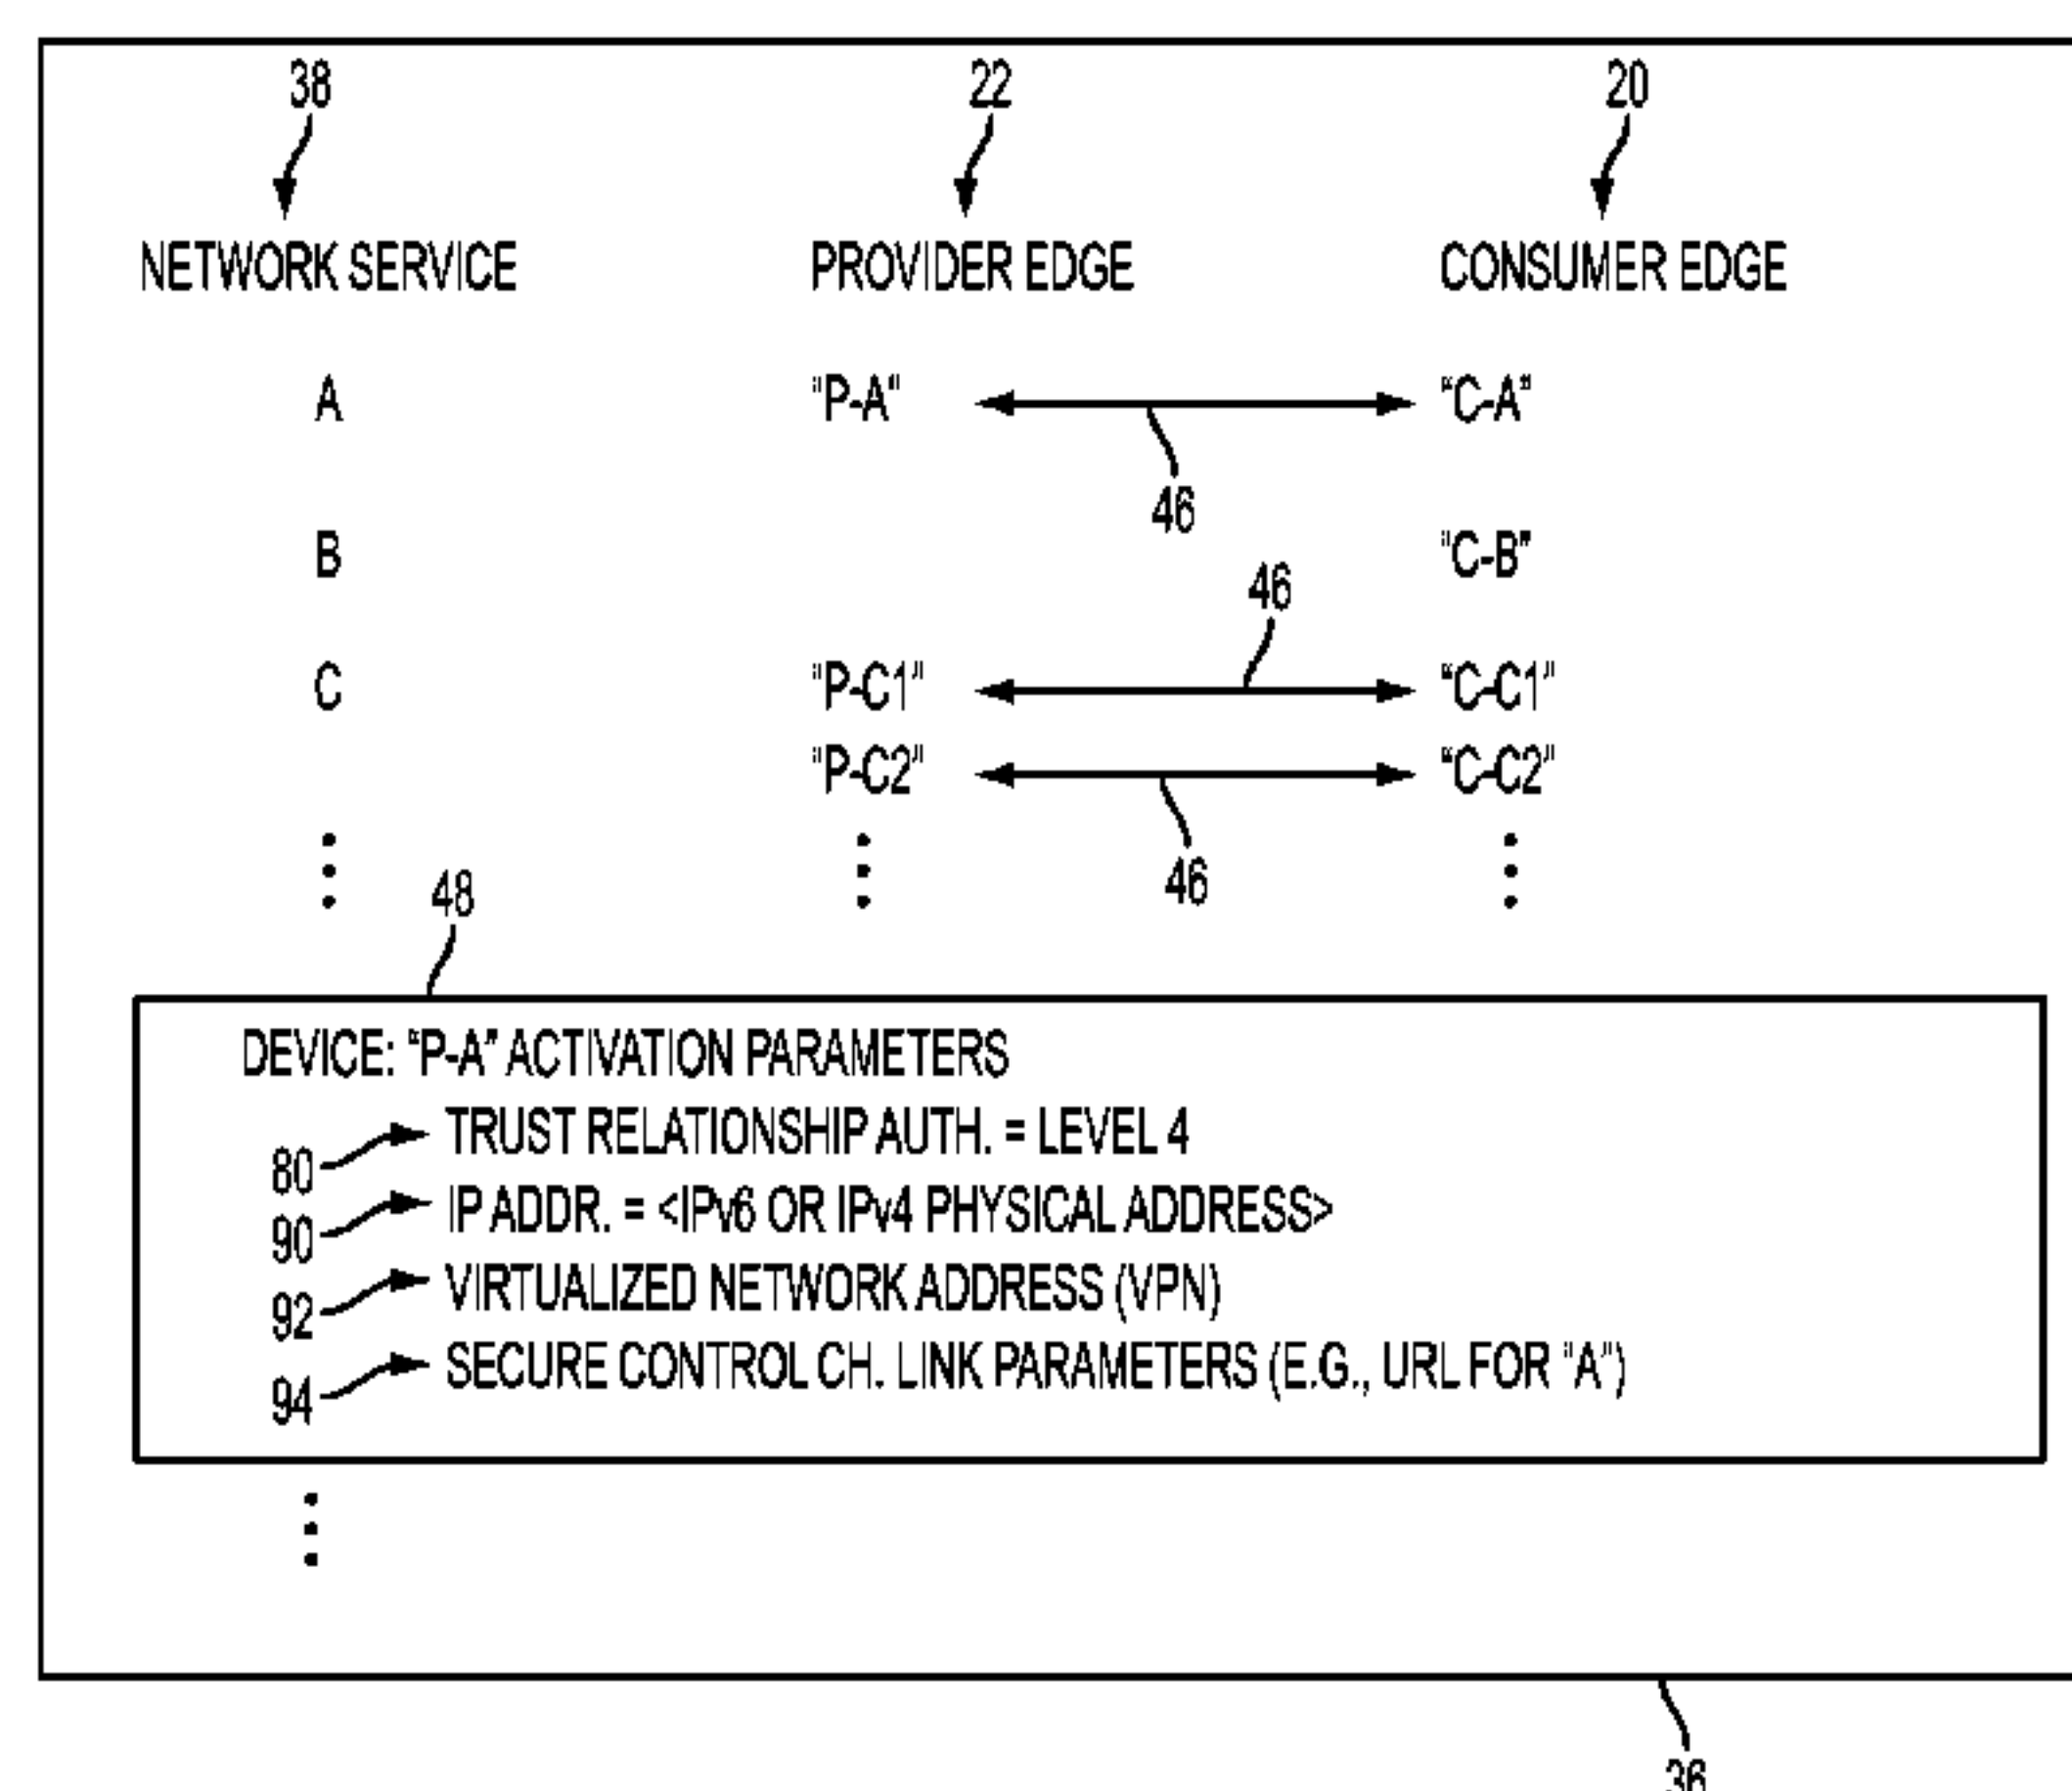 38 22 20
NETWORK SERVICE PROVIDER EDGE CONSUMER EDGE
A "P-A" "C-A"
46
B "C-B"
46
C "P-C1" "C-C1"
"P-C2" "C-C2"
46
48
DEVICE: "P-A" ACTIVATION PARAMETERS
80 TRUST RELATIONSHIP AUTH. = LEVEL 4
90 IP ADDR. = <IPv6 OR IPv4 PHYSICAL ADDRESS>
92 VIRTUALIZED NETWORK ADDRESS (VPN)
94 SECURE CONTROL CH. LINK PARAMETERS (E.G., URL FOR "A")
36